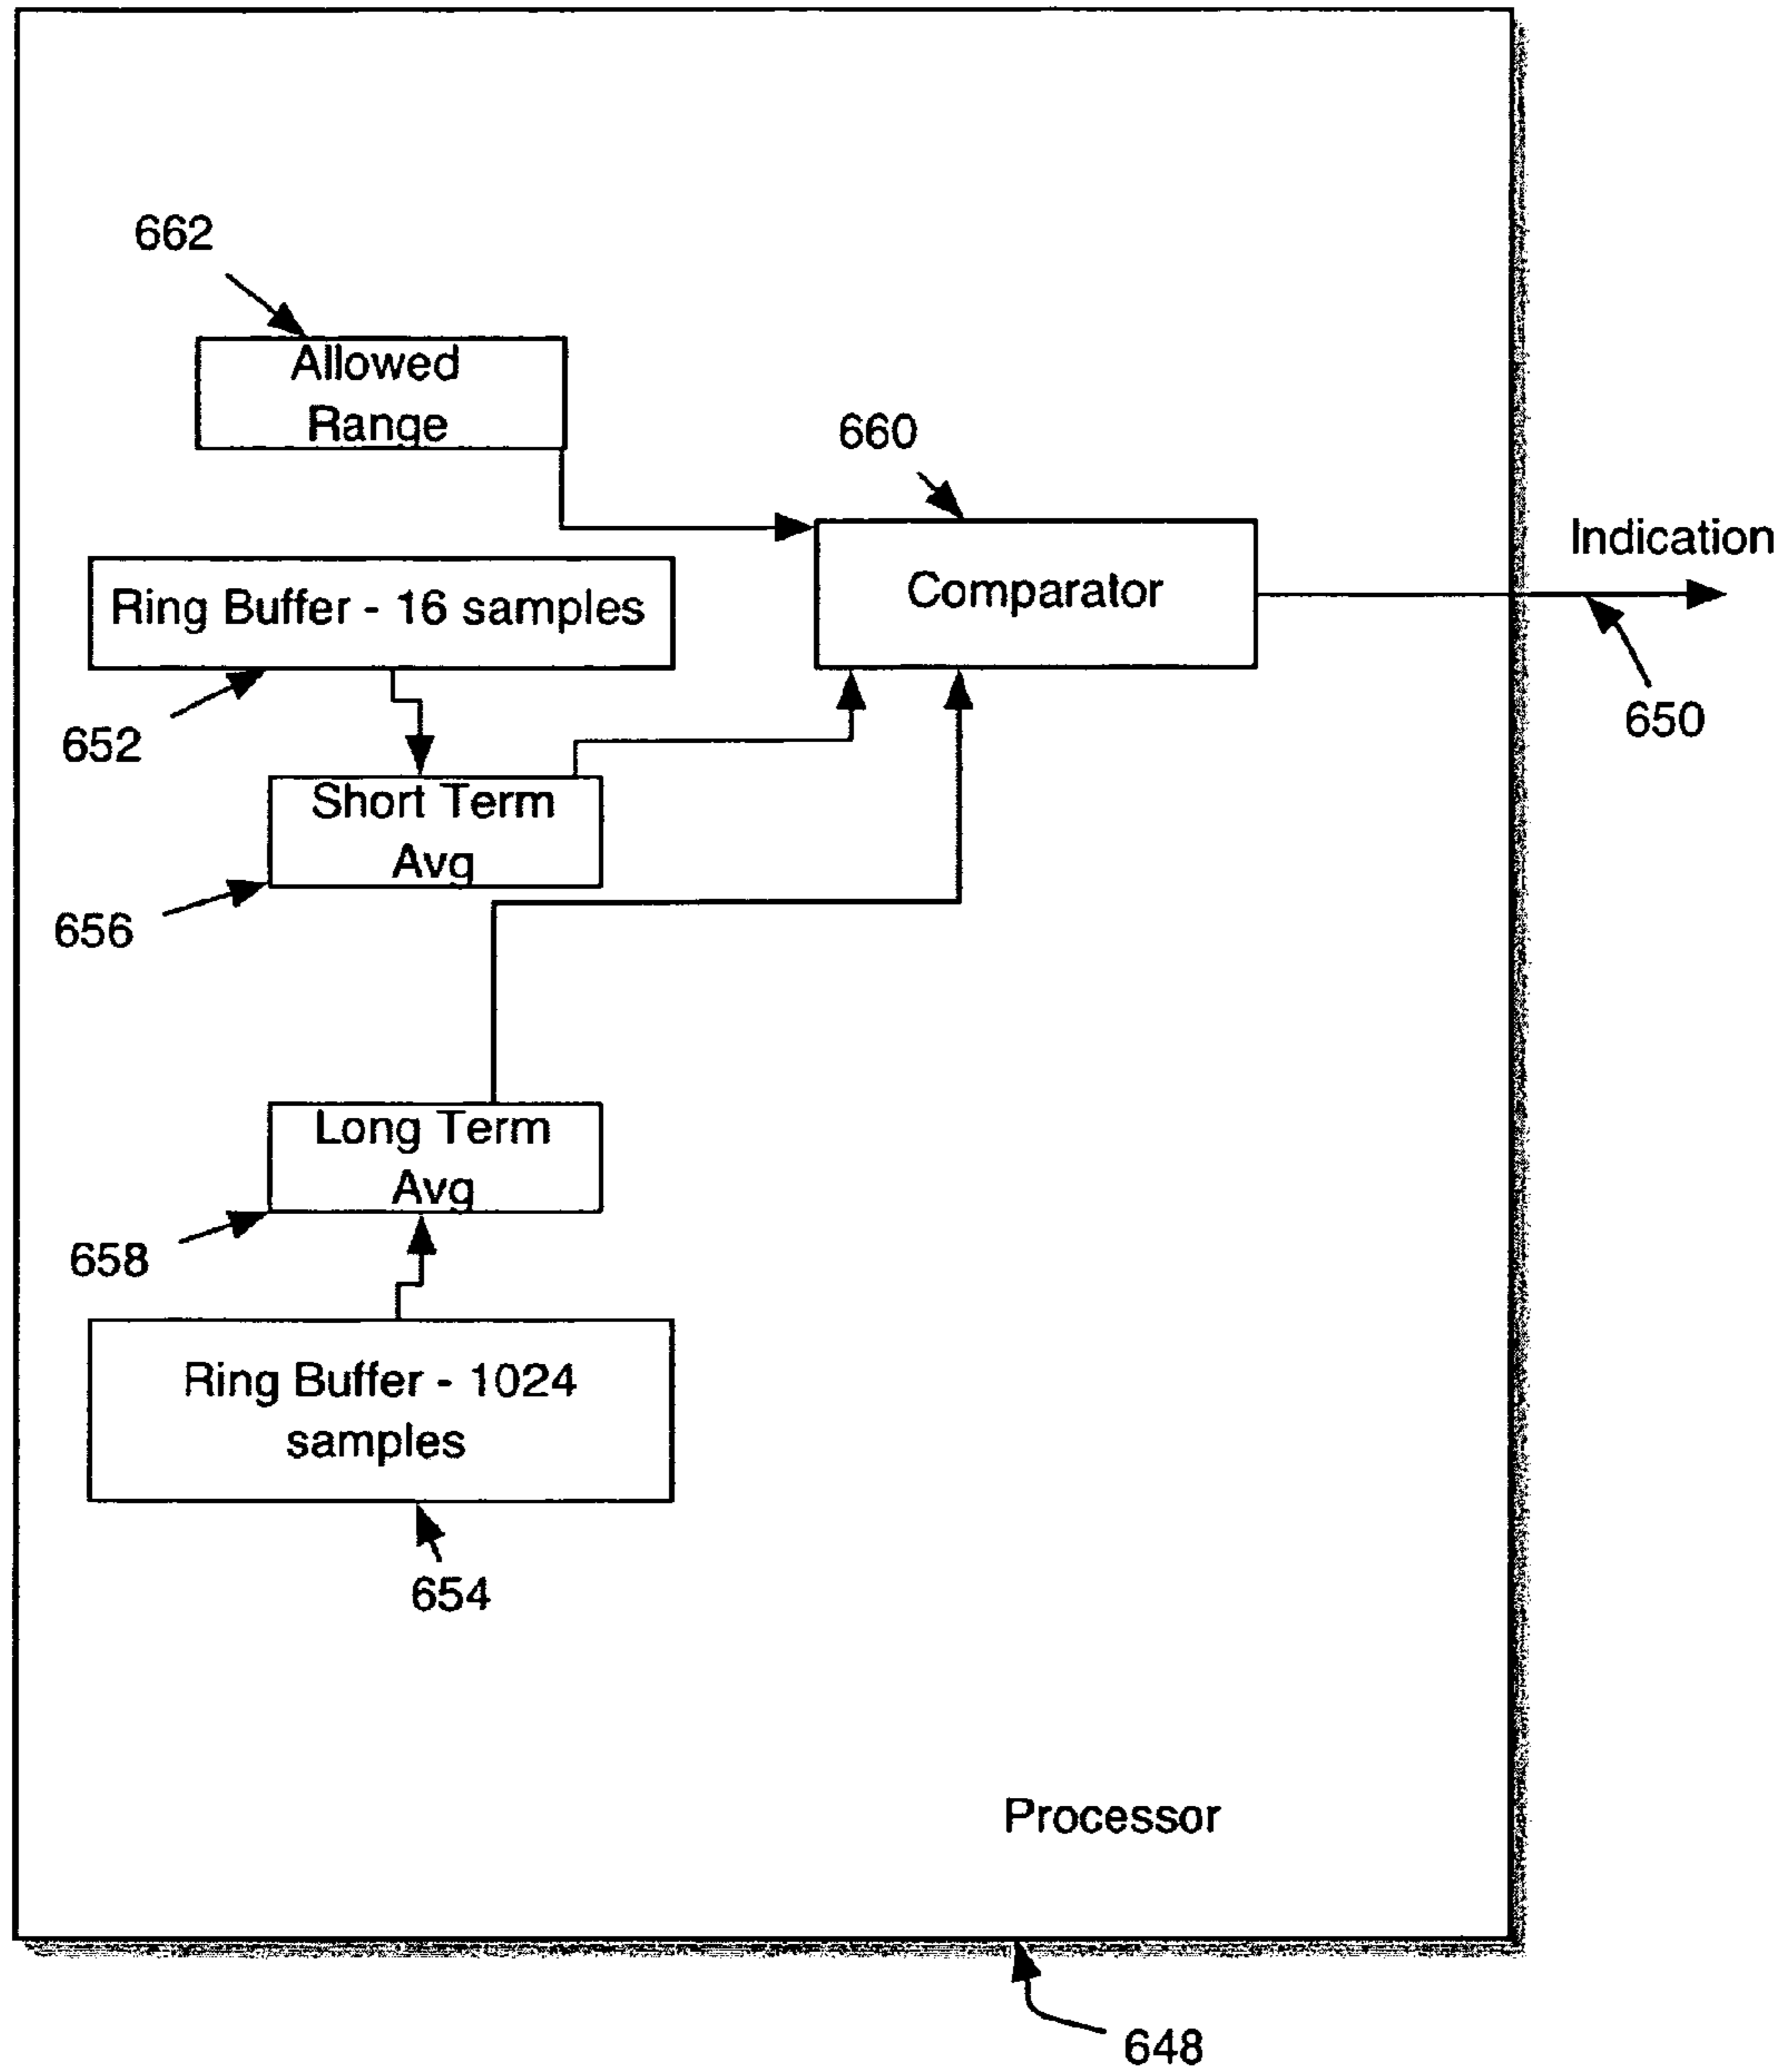 662
Allowed
Range
660
Comparator
Indication
650
Ring Buffer - 16 samples
652
Short Term
Avg
656
Long Term
Avg
658
Ring Buffer - 1024
samples
654
Processor
648